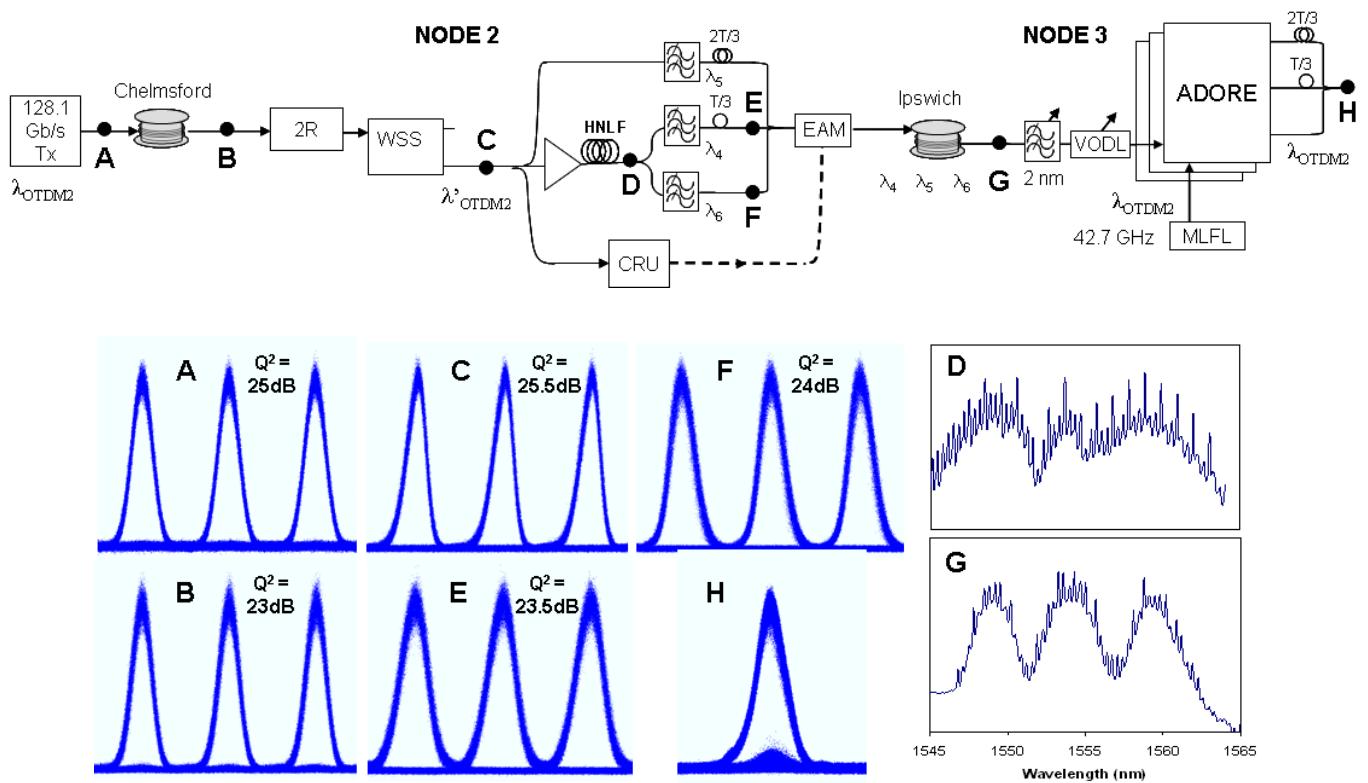 NODE 2
NODE 3
128.1
Gb/s
Tx
λOTDM2
A
Chelmsford
B
2R
WSS
C
λ'OTDM2
HNLF
D
λ5
2T/3
T/3
E
λ4
λ6
F
CRU
EAM
Ipswich
G
λ4 λ5 λ6
2 nm
VODL
ADORE
λOTDM2
42.7 GHz
MLFL
2T/3
T/3
H
λOTDM2
A
Q² =
25dB
C
Q² =
25.5dB
F
Q² =
24dB
B
Q² =
23dB
E
Q² =
23.5dB
H
D
G
1545 1550 1555 1560 1565
Wavelength (nm)